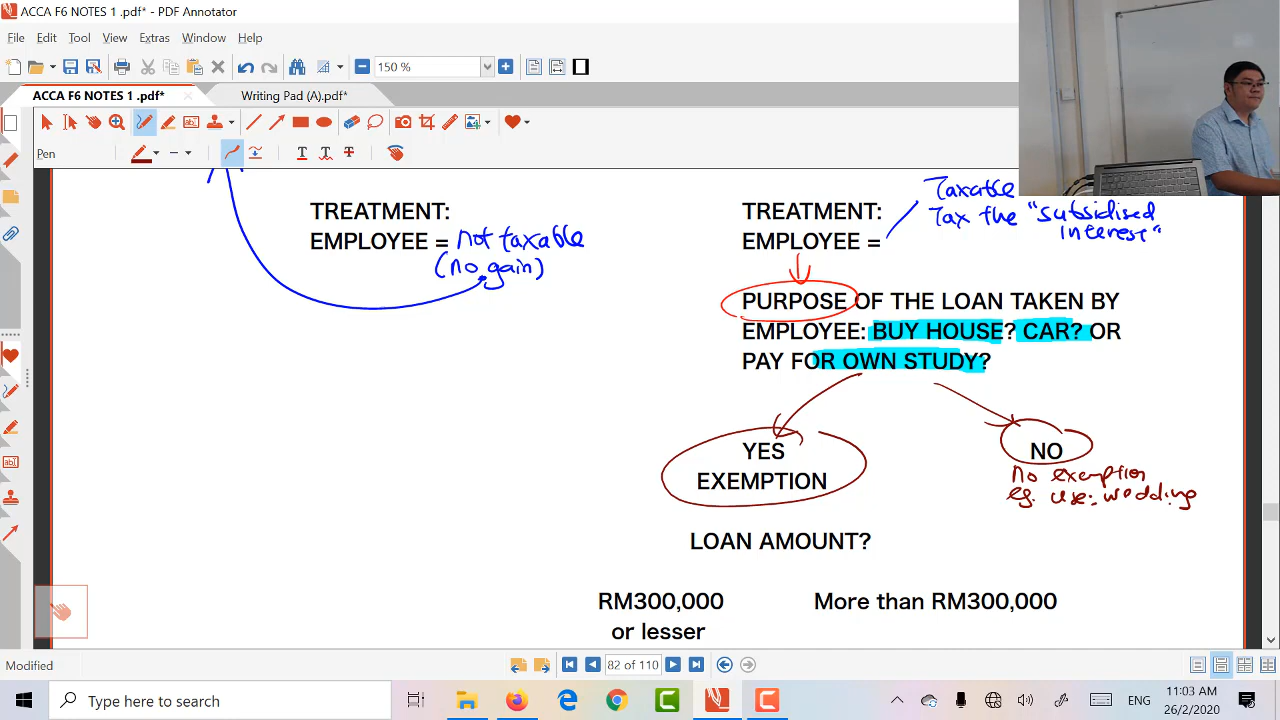 ACCA F6 NOTES 1 .pdf* - PDF Annotator
File Edit Tool View Extras Window Help
150 %
ACCA F6 NOTES 1 .pdf*
Writing Pad (A).pdf*
Pen
TREATMENT:
EMPLOYEE = not taxable
(no gain)
Taxable
Tax the "subsidised
interest"
TREATMENT:
EMPLOYEE =
PURPOSE OF THE LOAN TAKEN BY
EMPLOYEE: BUY HOUSE? CAR? OR
PAY FOR OWN STUDY?
YES
EXEMPTION
NO
No exemption
eg. use: wedding
LOAN AMOUNT?
RM300,000
or lesser
More than RM300,000
Modified
82 of 110
Type here to search
ENG
11:03 AM
26/2/2020